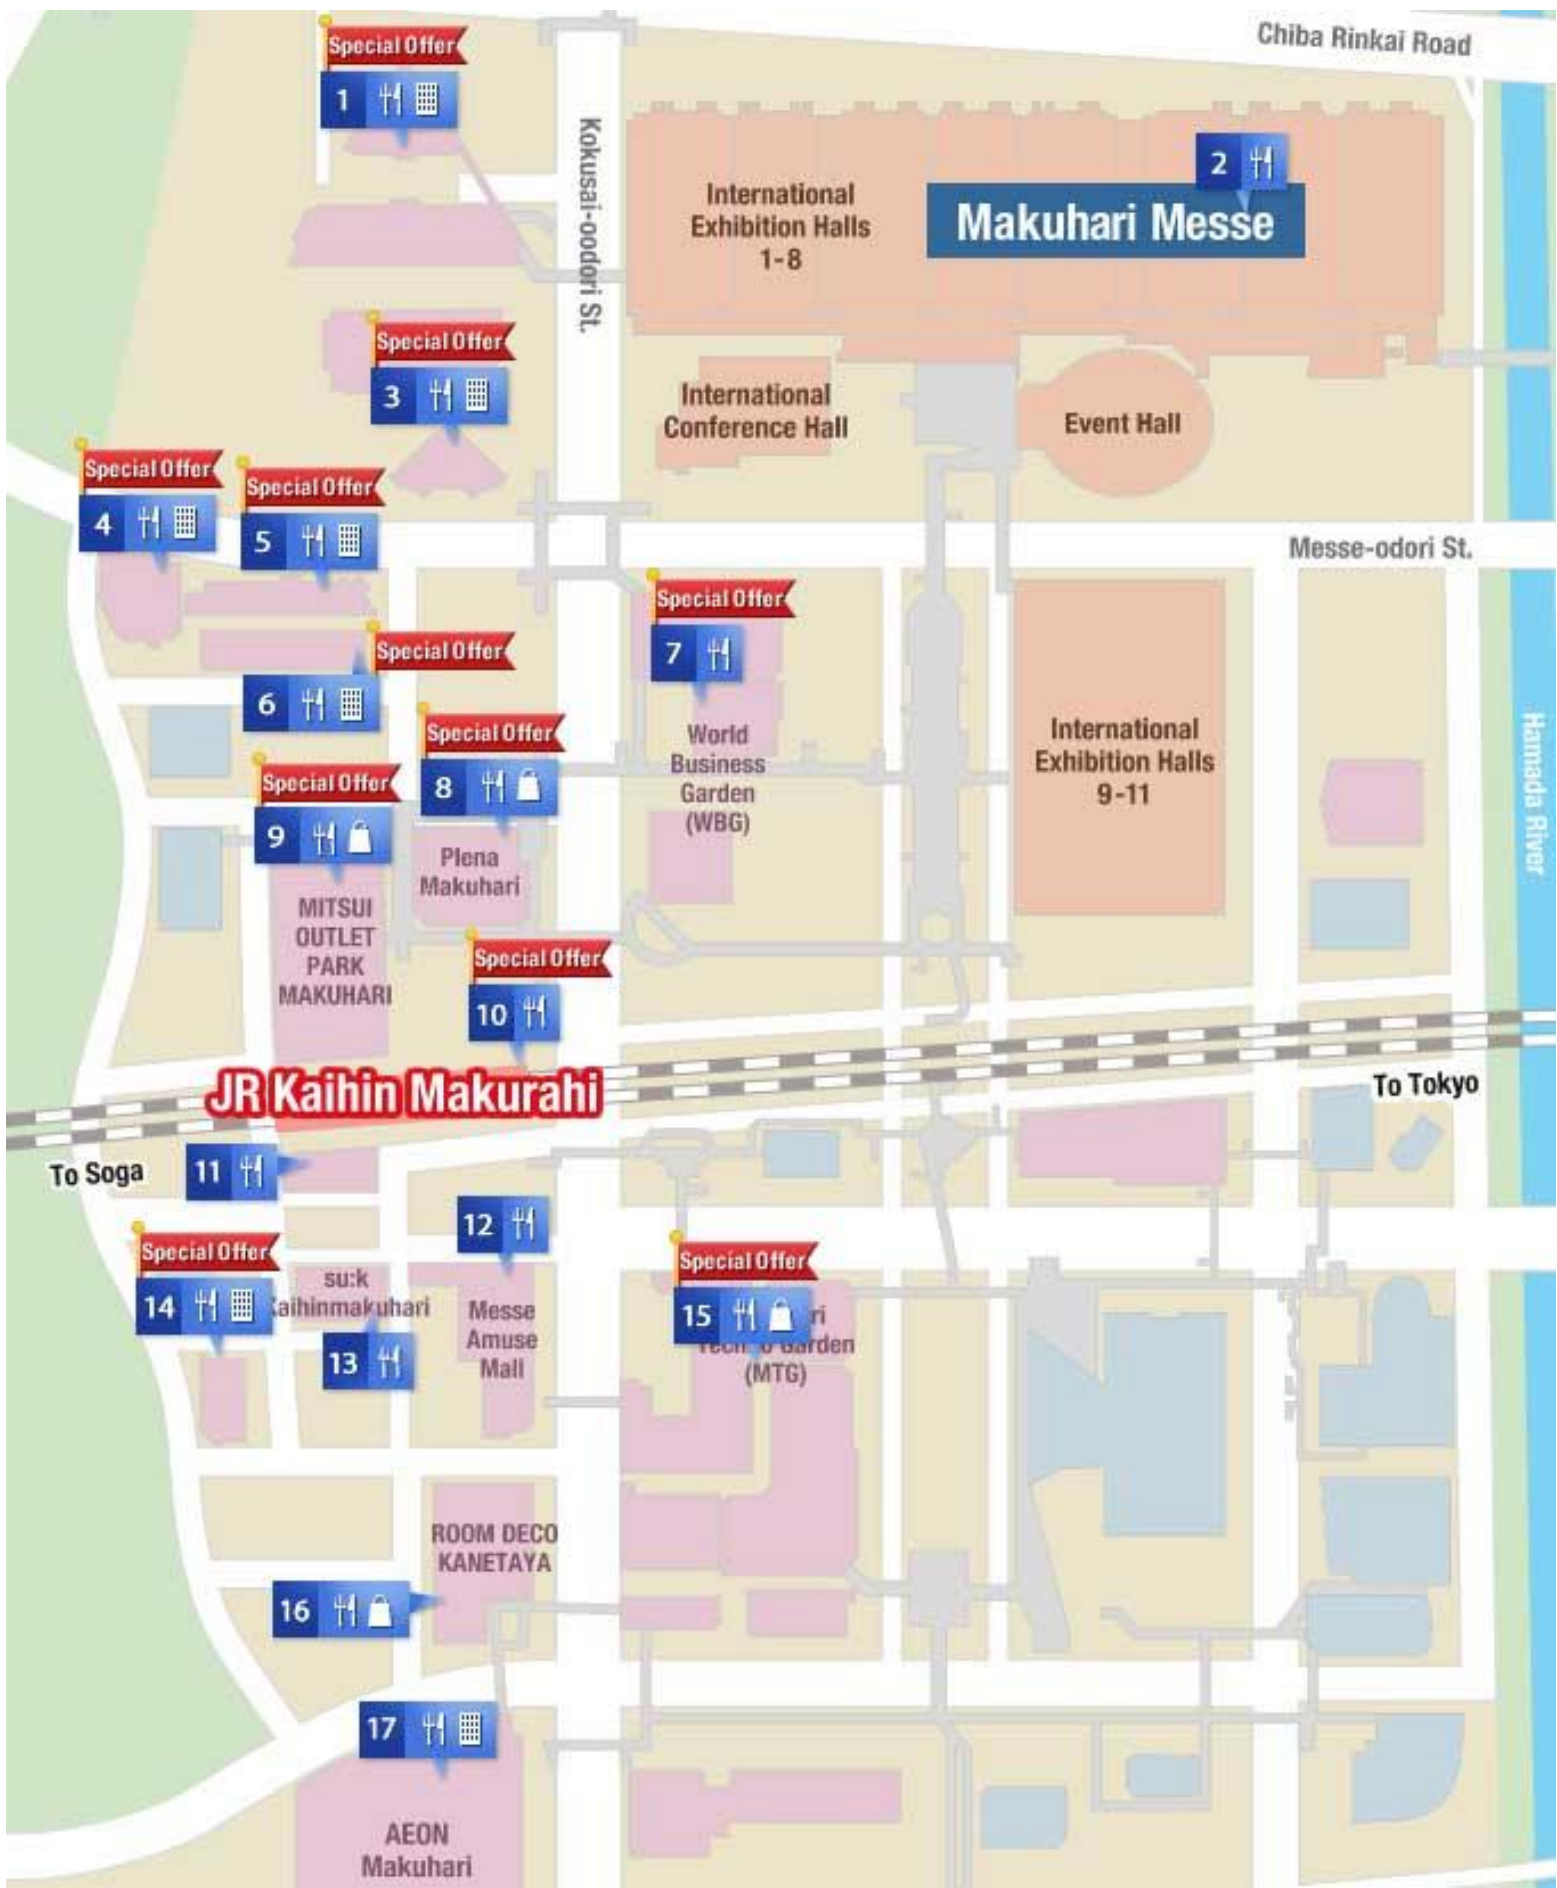 Special Offer
1
Chiba Rinkai Road
Kokusai-oodori St.
2
International
Exhibition Halls
1-8
Makuhari Messe
Special Offer
3
International
Conference Hall
Event Hall
Special Offer
4
Special Offer
5
Messe-odori St.
Special Offer
7
Special Offer
6
Special Offer
8
World
Business
Garden
(WBG)
International
Exhibition Halls
9-11
Hamada River
Special Offer
9
Plena
Makuhari
MITSUI
OUTLET
PARK
MAKUHARI
Special Offer
10
JR Kaihin Makurahi
To Tokyo
To Soga
11
12
Special Offer
14
su:k
aihinmakuhari
13
Messe
Amuse
Mall
Special Offer
15
ri
Garden
(MTG)
ROOM DECO
KANETAYA
16
17
AEON
Makuhari